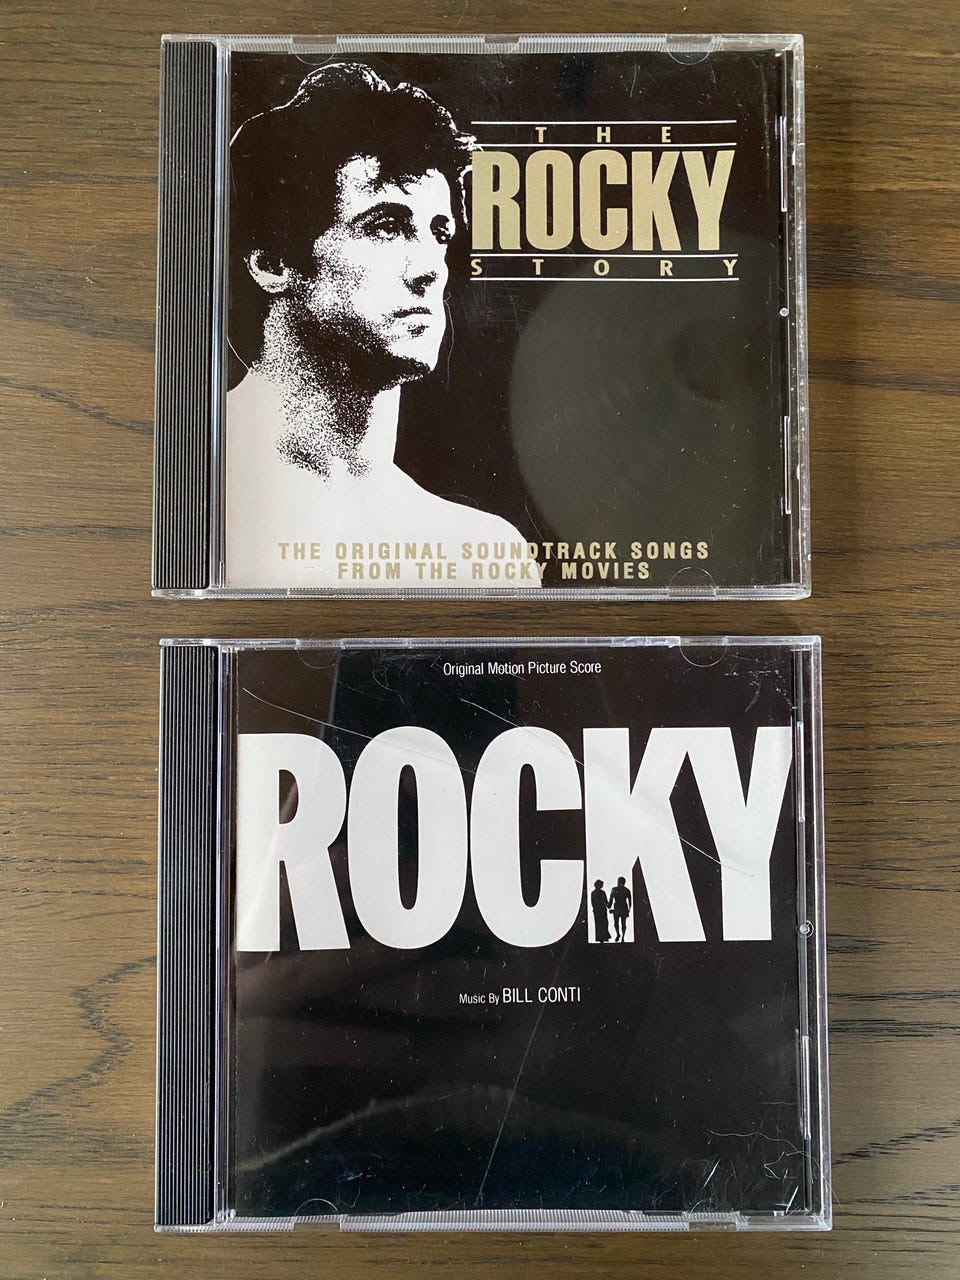 THE
ROCKY
STORY
THE ORIGINAL SOUNDTRACK SONGS
FROM THE ROCKY MOVIES
Original Motion Picture Score
ROCKY
Music By BILL CONTI